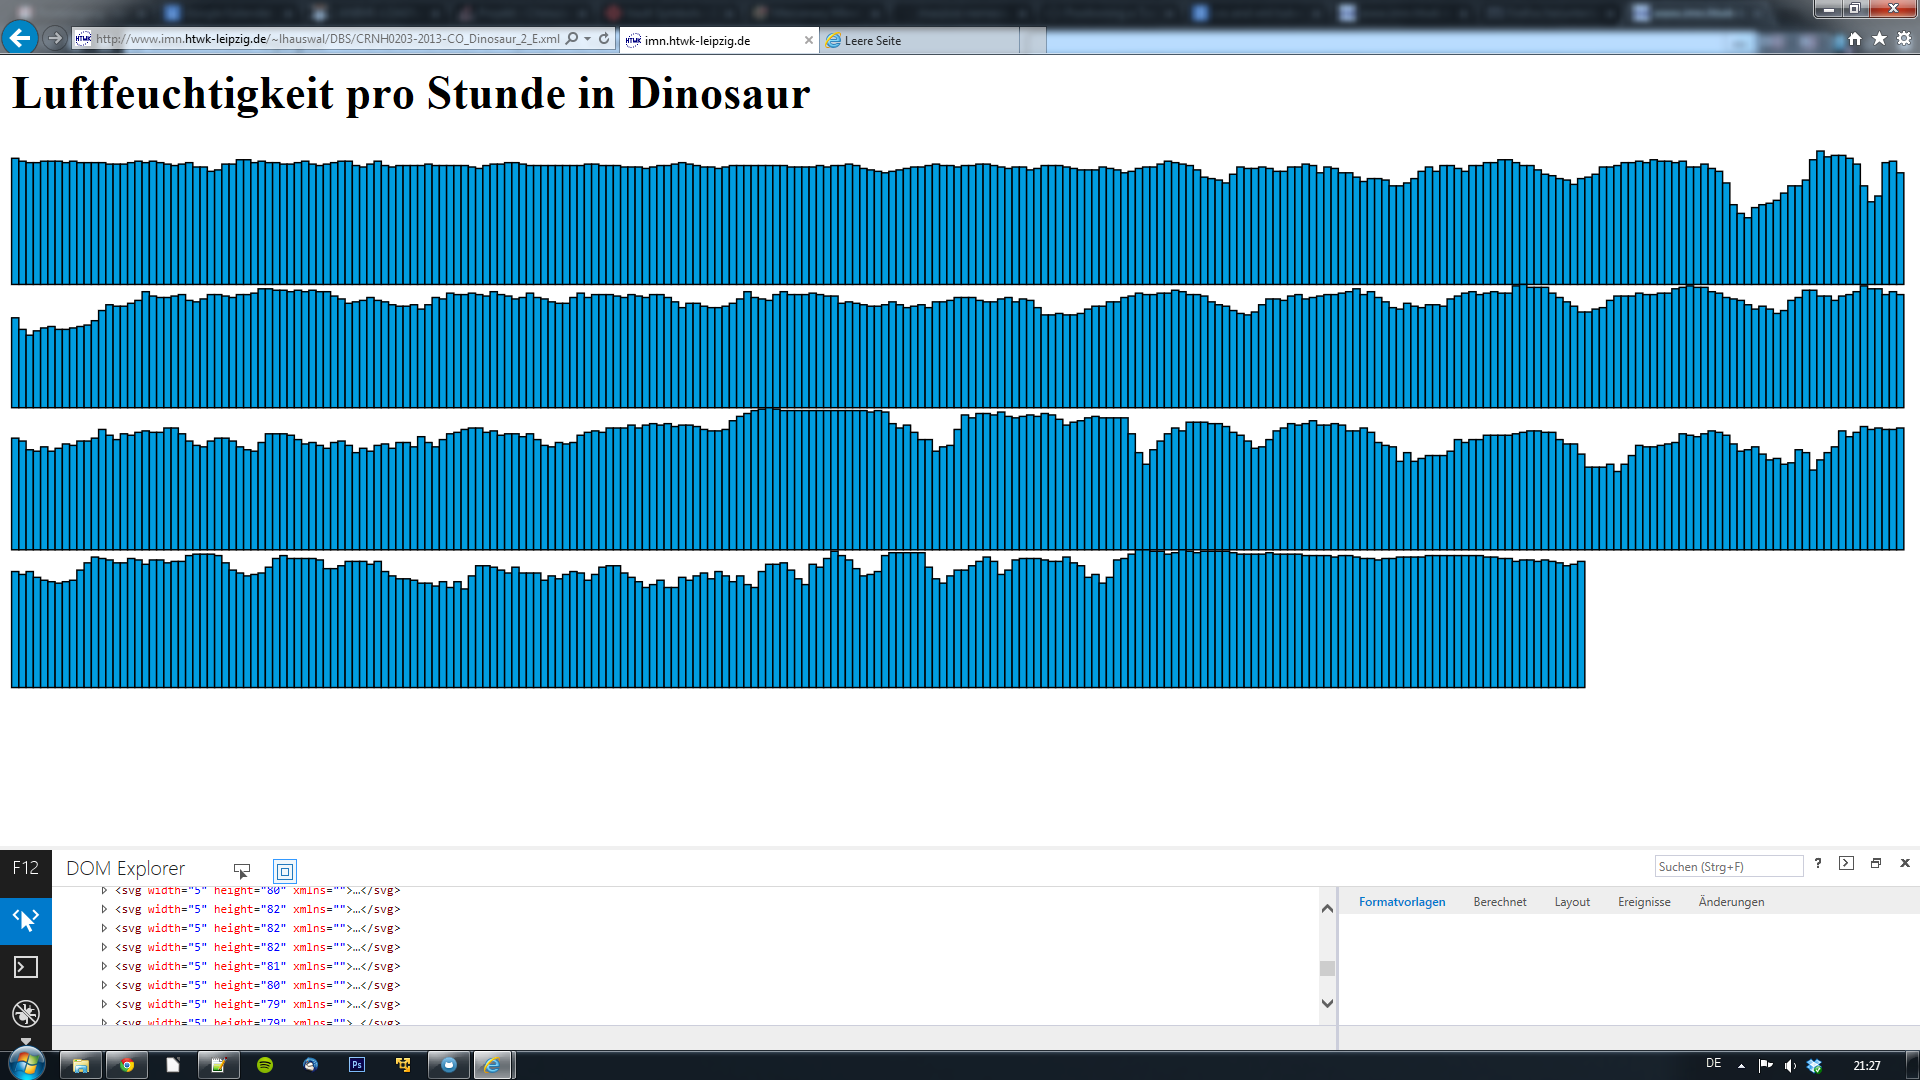 http://www.imn.htwk-leipzig.de/~lhauswal/DBS/CRNH0203-2013-CO_Dinosaur_2_E.xml
HTWK imn.htwk-leipzig.de
Leere Seite
Luftfeuchtigkeit pro Stunde in Dinosaur
F12 DOM Explorer
Suchen (Strg+F) ?
<svg width="5" height="80" xmlns="">…</svg>
<svg width="5" height="82" xmlns="">…</svg>
<svg width="5" height="82" xmlns="">…</svg>
<svg width="5" height="82" xmlns="">…</svg>
<svg width="5" height="81" xmlns="">…</svg>
<svg width="5" height="80" xmlns="">…</svg>
<svg width="5" height="79" xmlns="">…</svg>
<svg width="5" height="79" xmlns="">…</svg>
Formatvorlagen Berechnet Layout Ereignisse Änderungen
Ps
DE
21:27